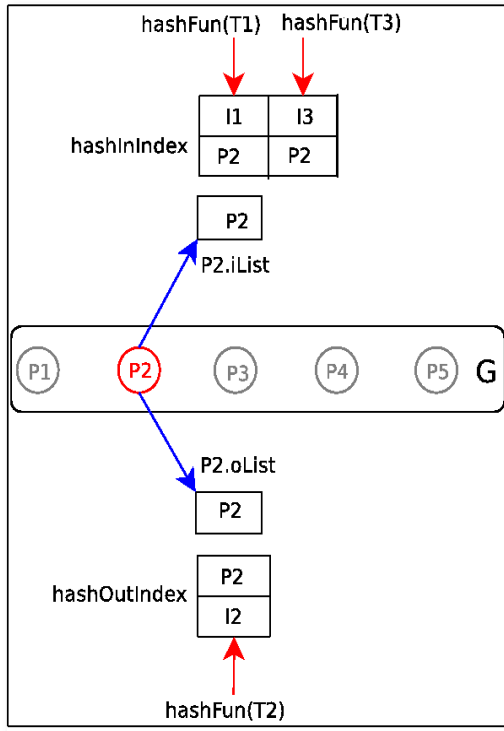 hashFun(T1) hashFun(T3)
I1 I3
hashInIndex
P2 P2
P2
P2.iList
P1 P2 P3 P4 P5 G
P2.oList
P2
P2
hashOutIndex
I2
hashFun(T2)